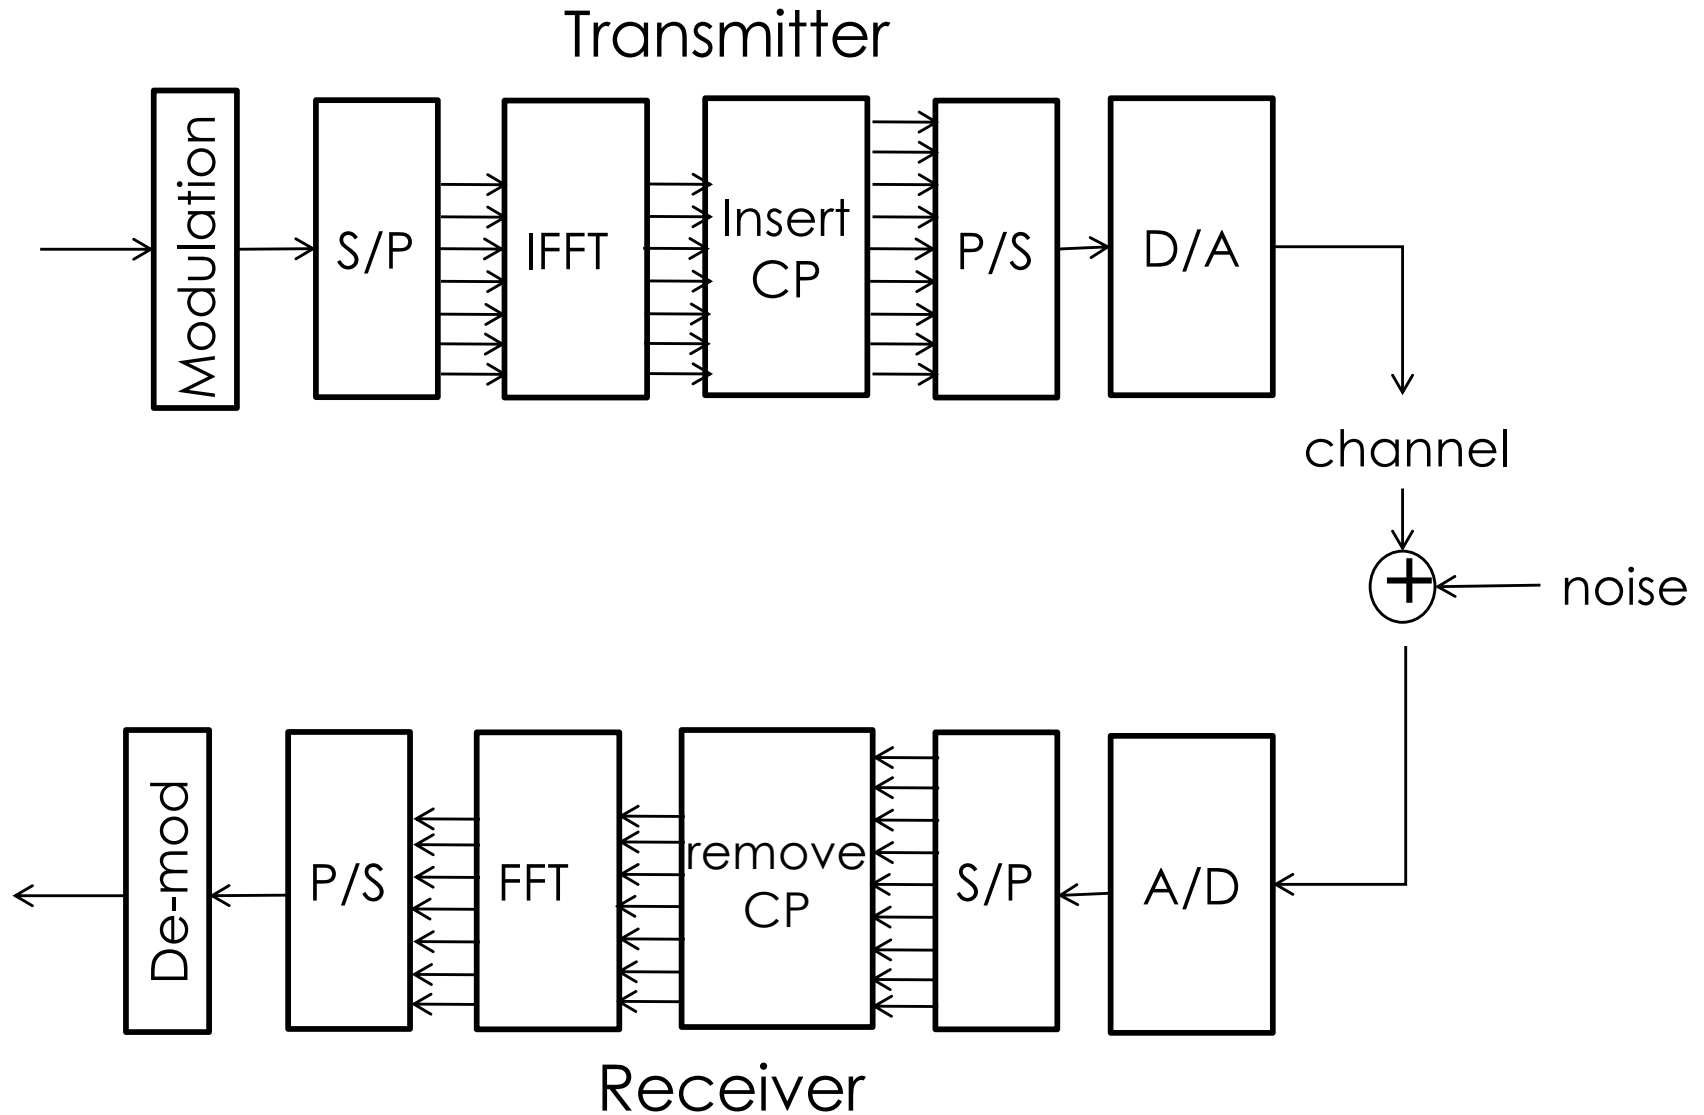 Transmitter
Modulation
S/P
IFFT
Insert
CP
P/S
D/A
channel
+
noise
De-mod
P/S
FFT
remove
CP
S/P
A/D
Receiver